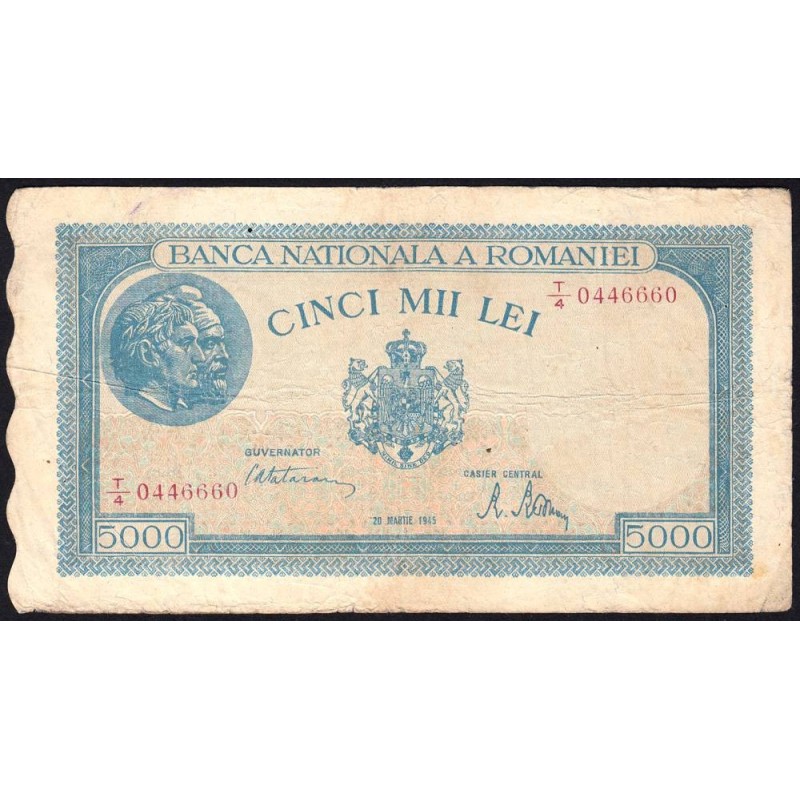 BANCA NATIONALA A ROMANIEI
CINCI MII LEI
T/4 0446660
GUVERNATOR
CASIER CENTRAL
T/4 0446660
20 MARTIE 1945
5000
5000